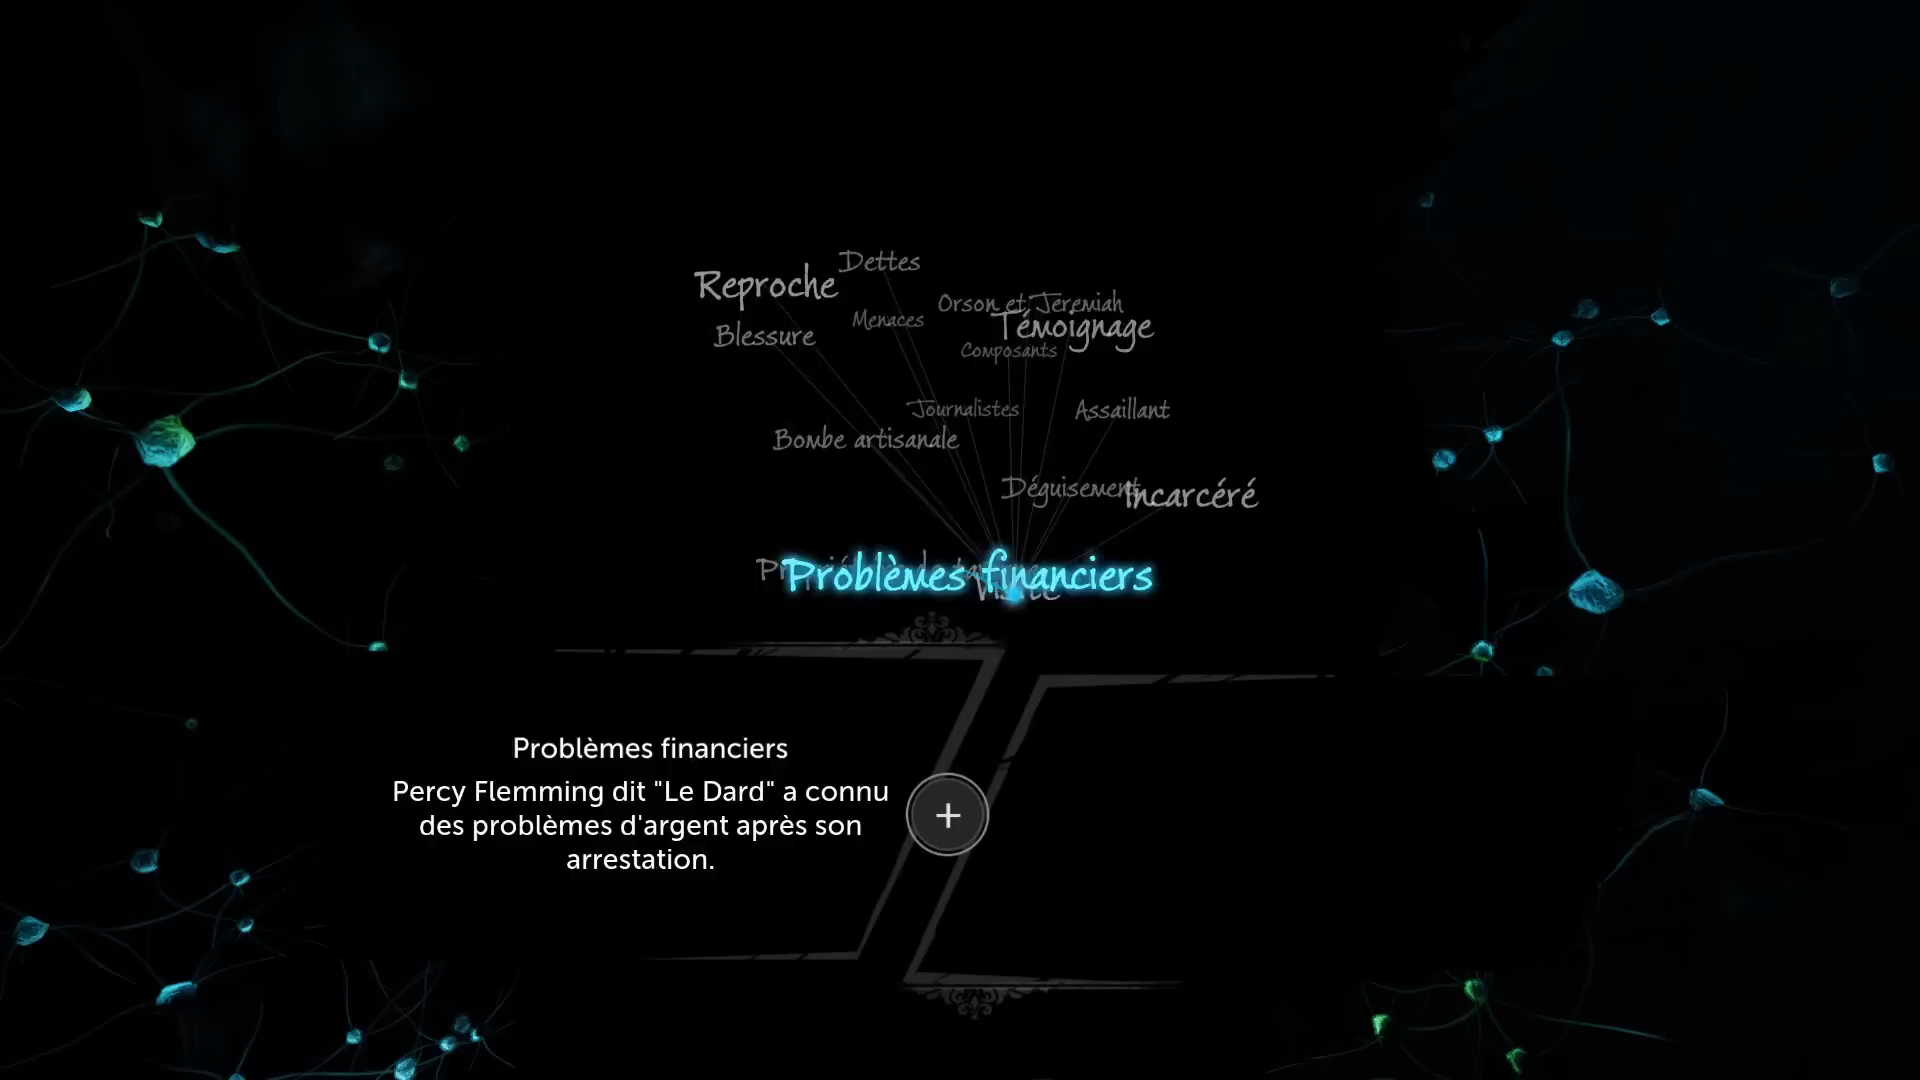 Dettes
Reproche
Orson et Jeremiah
Menaces
Témoignage
Blessure
Composants
Journalistes
Assaillant
Bombe artisanale
Déguisement
Incarcéré
Problèmes financiers
Problèmes financiers
Percy Flemming dit "Le Dard" a connu
des problèmes d'argent après son
arrestation.
+